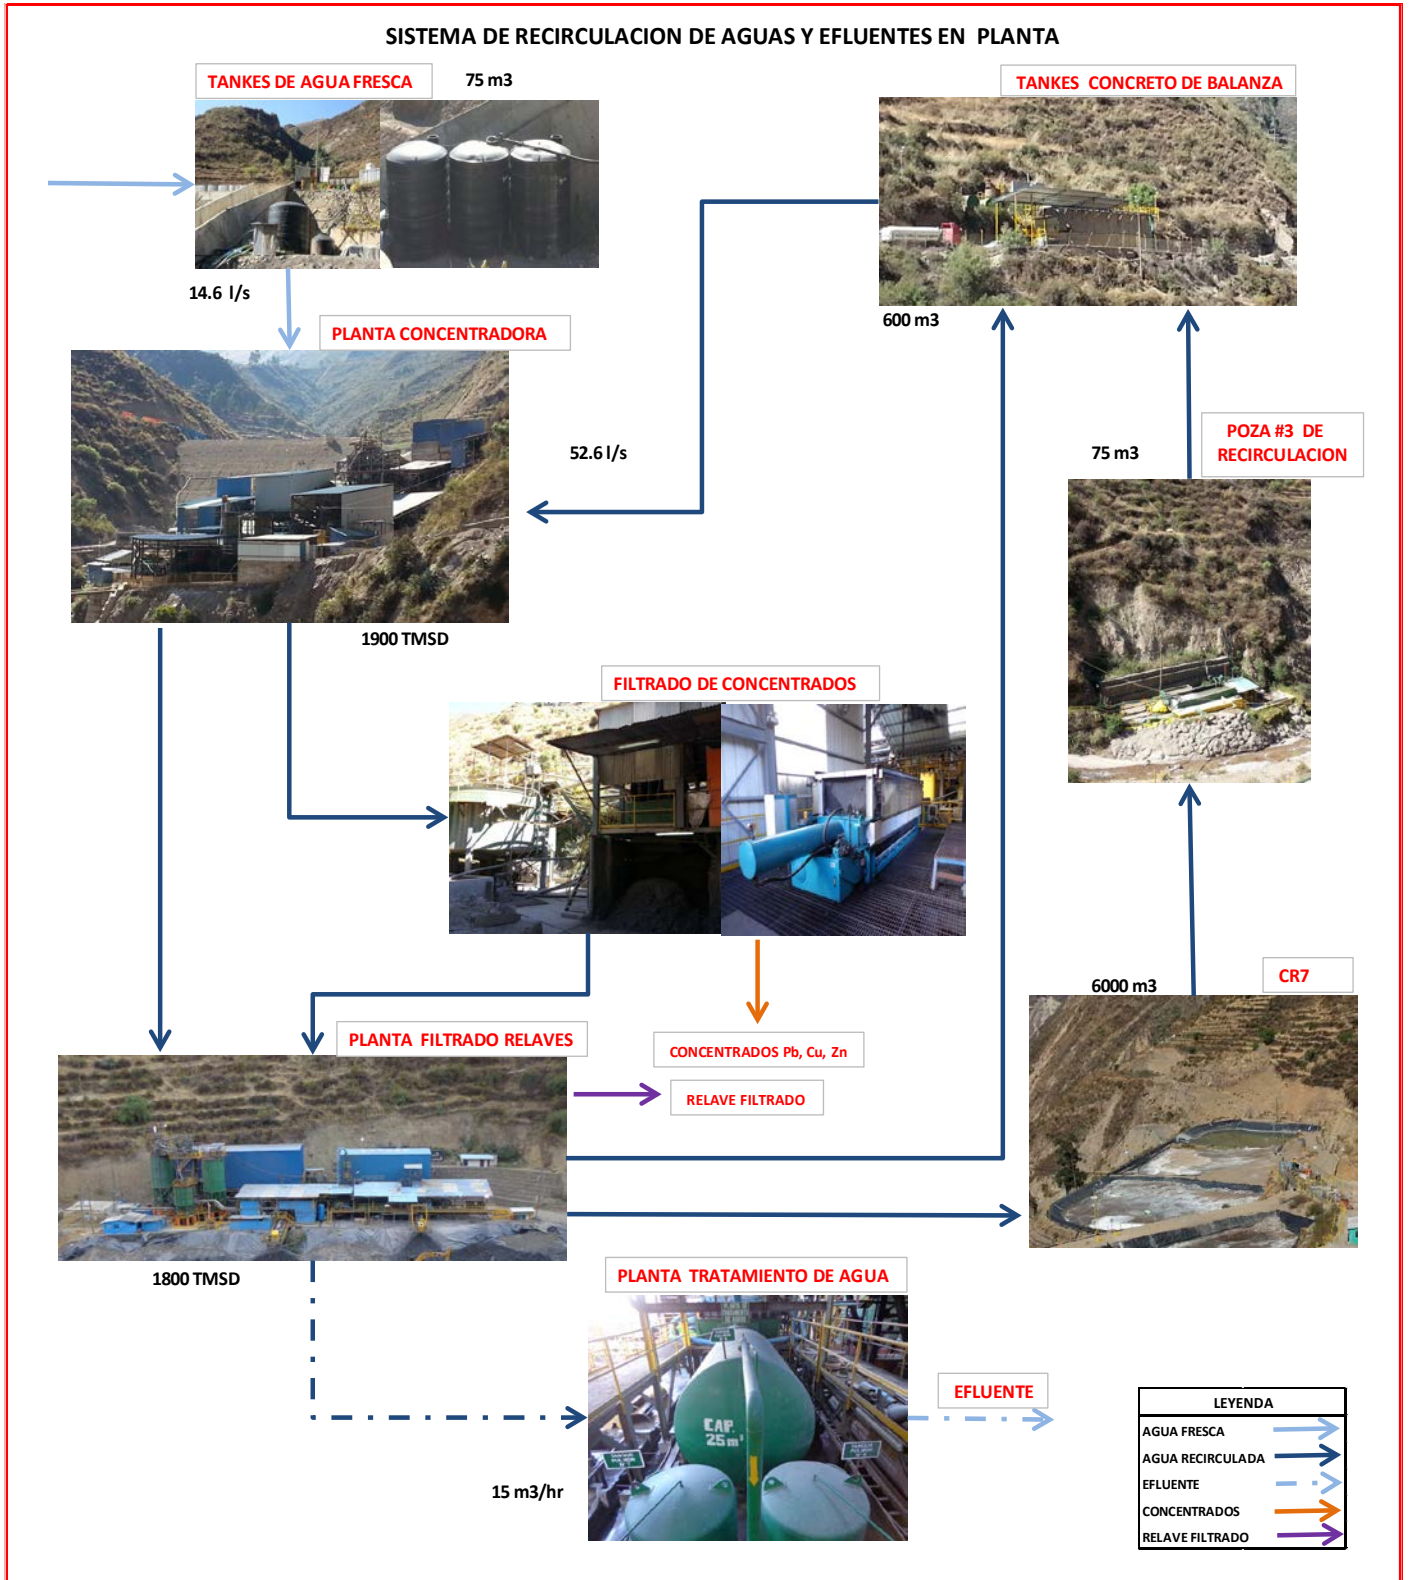 SISTEMA DE RECIRCULACION DE AGUAS Y EFLUENTES EN PLANTA
TANKES DE AGUA FRESCA
75 m3
TANKES CONCRETO DE BALANZA
14.6 l/s
600 m3
PLANTA CONCENTRADORA
52.6 l/s
75 m3
POZA #3 DE
RECIRCULACION
1900 TMSD
FILTRADO DE CONCENTRADOS
6000 m3
CR7
PLANTA FILTRADO RELAVES
CONCENTRADOS Pb, Cu, Zn
RELAVE FILTRADO
1800 TMSD
PLANTA TRATAMIENTO DE AGUA
CAP.
25m³
15 m3/hr
EFLUENTE
LEYENDA
AGUA FRESCA
AGUA RECIRCULADA
EFLUENTE
CONCENTRADOS
RELAVE FILTRADO